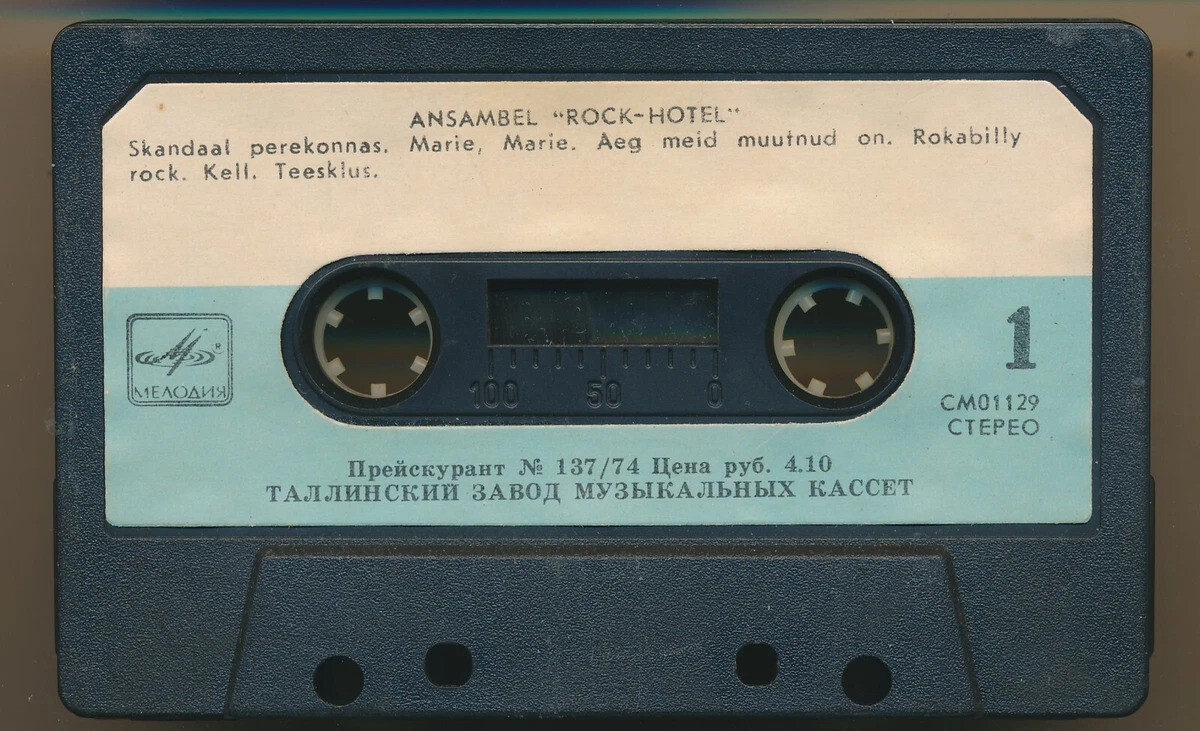 ANSAMBEL "ROCK-HOTEL"
Skandaal perekonnas. Marie, Marie. Aeg meid muutnud on. Rokabilly
rock. Kell. Teesklus.
МЕЛОДИЯ
®
100 50 0
1
СМ01129
СТЕРЕО
Прейскурант № 137/74 Цена руб. 4.10
ТАЛЛИНСКИЙ ЗАВОД МУЗЫКАЛЬНЫХ КАССЕТ